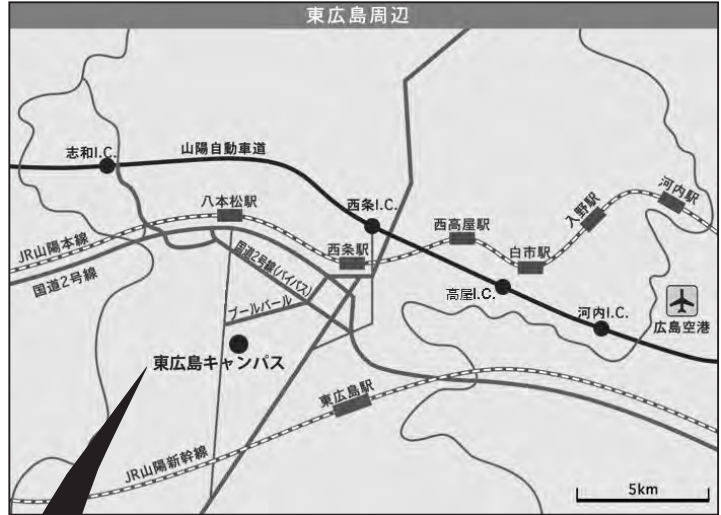 東広島周辺
志和I.C.
山陽自動車道
八本松駅
西条I.C.
西高屋駅
入野駅
河内駅
JR山陽本線
国道2号線
国道2号線(バイパス)
西条駅
白市駅
ブールバール
高屋I.C.
河内I.C.
広島空港
東広島キャンパス
東広島駅
JR山陽新幹線
5km